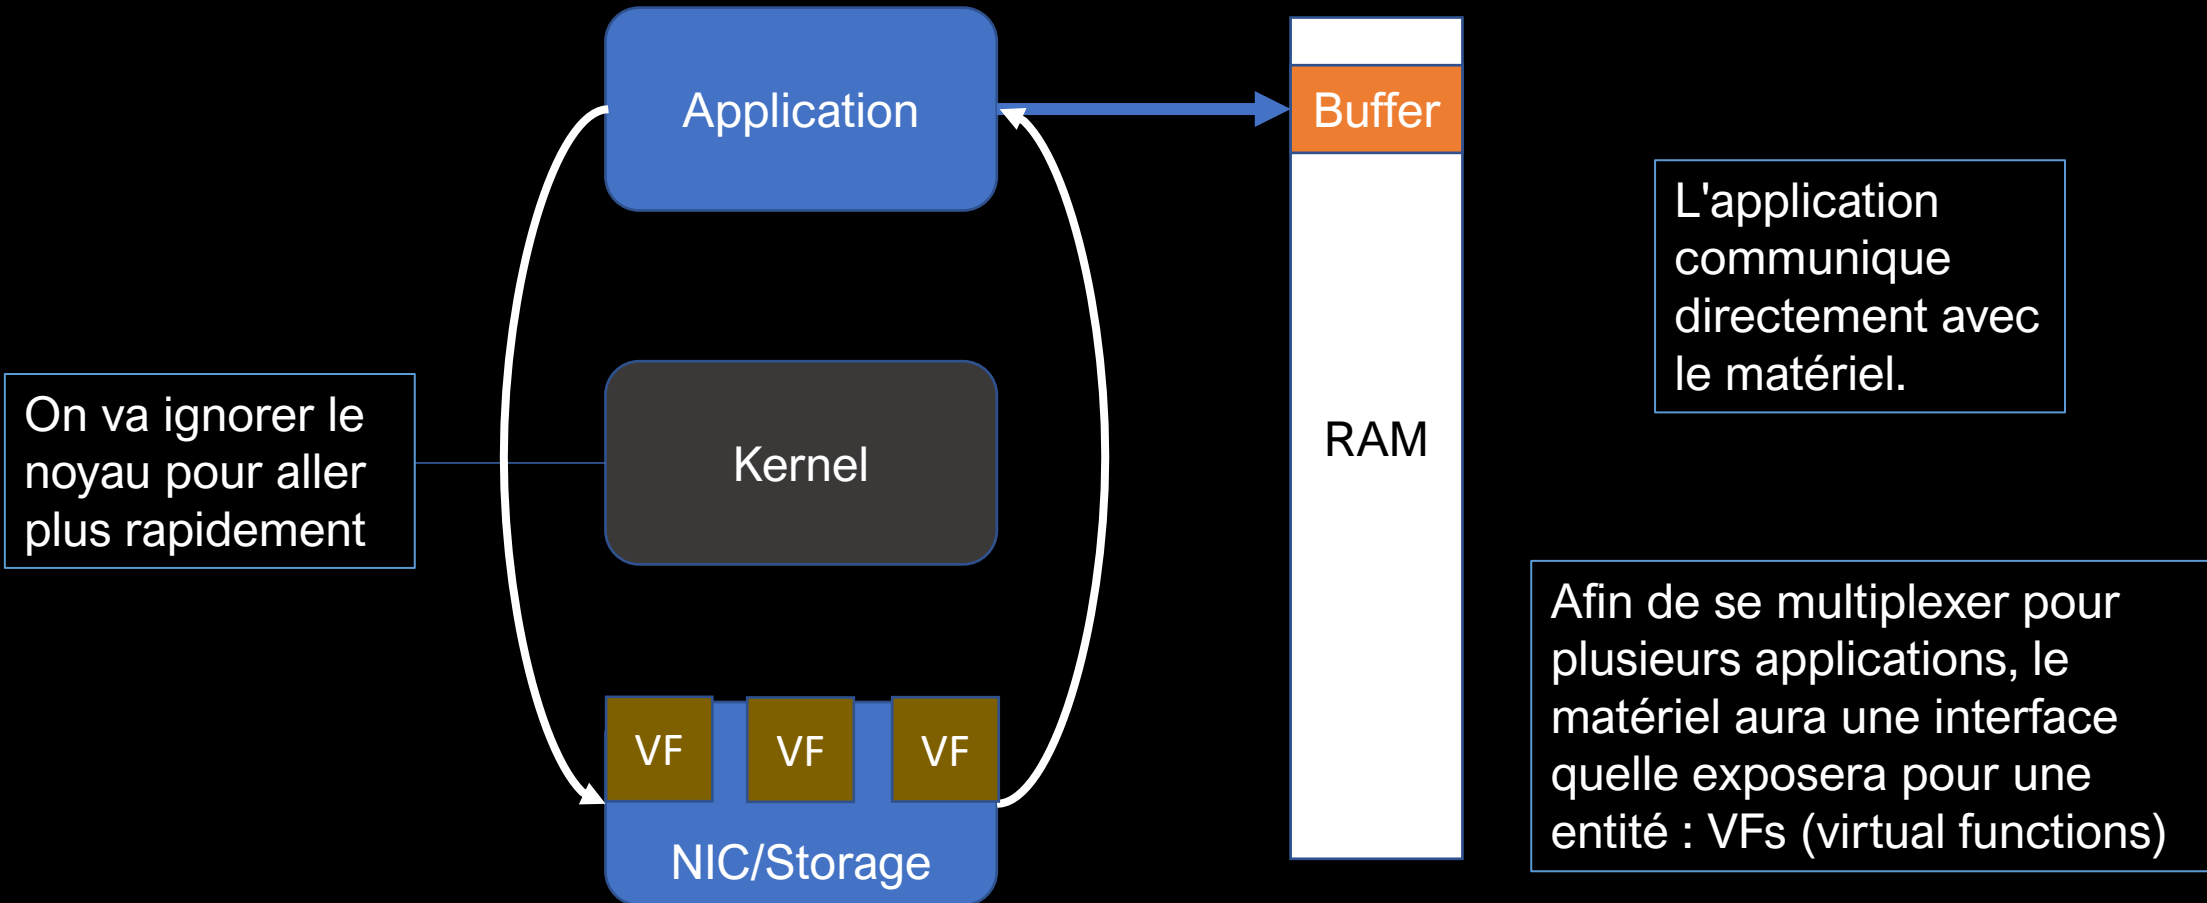 Application
Buffer
L'application
communique
directement avec
le matériel.
On va ignorer le
noyau pour aller
plus rapidement
Kernel
RAM
Afin de se multiplexer pour
plusieurs applications, le
matériel aura une interface
quelle exposera pour une
entité : VFs (virtual functions)
VF
VF
VF
NIC/Storage